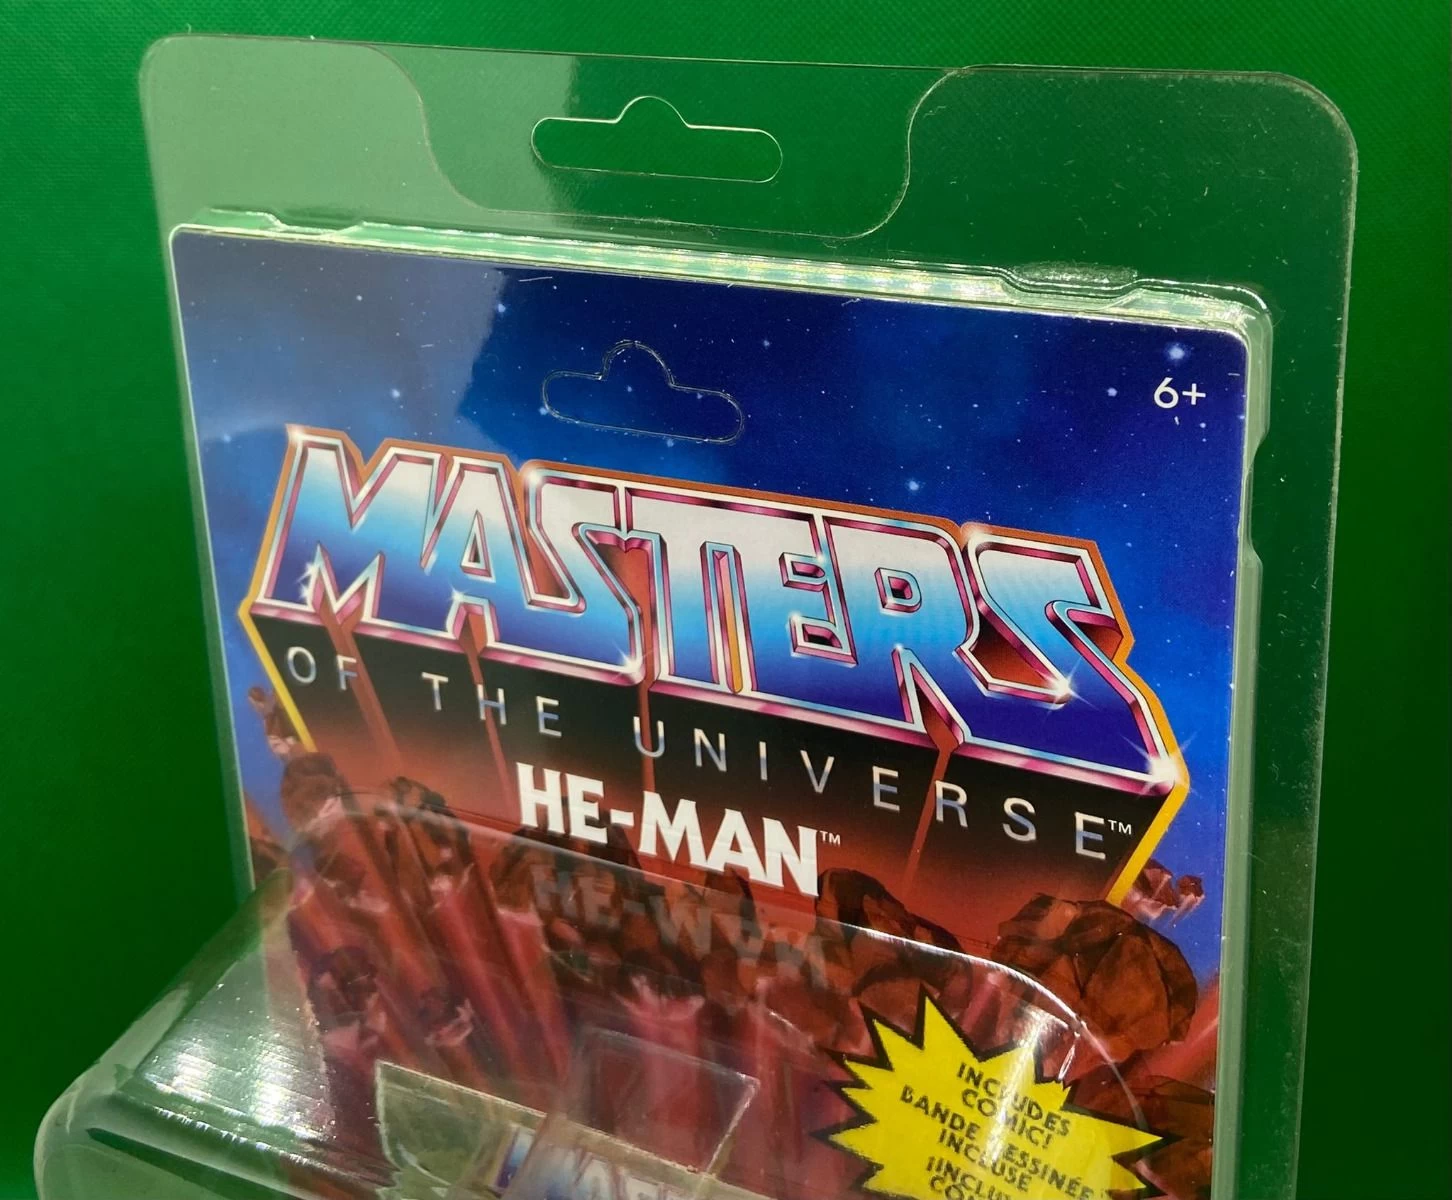 6+
MASTERS
OF THE UNIVERSE™
HE-MAN™
INCLUDES
COMIC!
BANDE DESSINÉE
INCLUSE